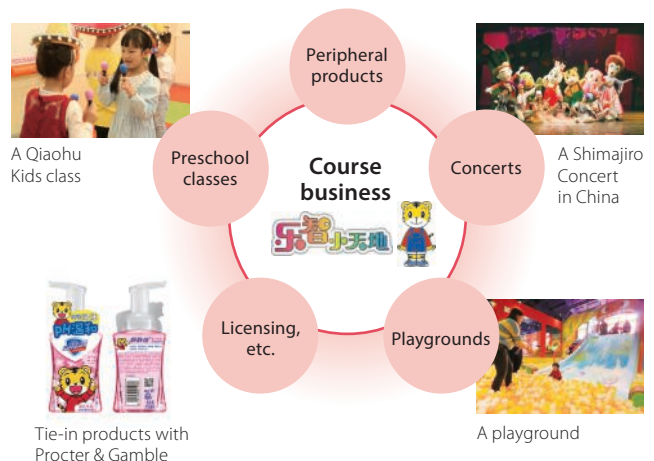 Peripheral
products
A Qiaohu
Kids class
Preschool
classes
Course
business
乐智小天地
Concerts
A Shimajiro
Concert
in China
Licensing,
etc.
Playgrounds
Tie-in products with
Procter & Gamble
A playground